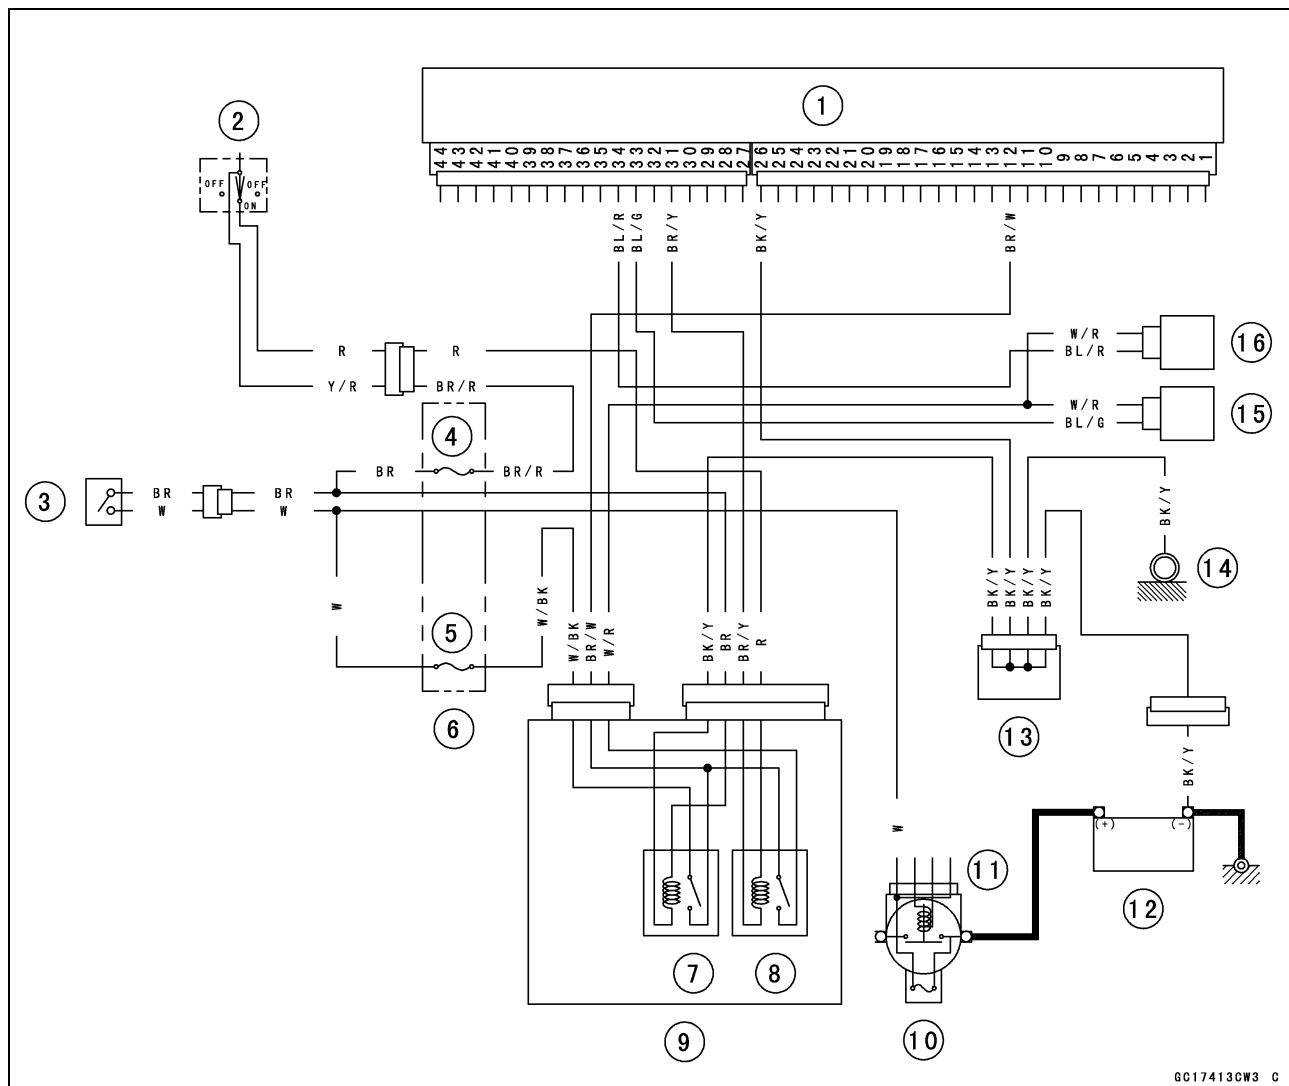 1
44 43 42 41 40 39 38 37 36 35 34 33 32 31 30 29 28 27 26 25 24 23 22 21 20 19 18 17 16 15 14 13 12 11 10 9 8 7 6 5 4 3 2 1
2
OFF OFF
ON
BL/R BL/G BR/Y BK/Y BR/W
R R
Y/R BR/R
W/R
BL/R
16
W/R
BL/G
15
4
BR BR/R
3
BR BR
W W
W
W/BK
5
6
W/BK BR/W W/R BK/Y BR BR/Y R
BK/Y BK/Y BK/Y BK/Y
BK/Y
14
13
BK/Y
W
(+) (-)
11
12
7 8
9
10
GC17413CW3 C